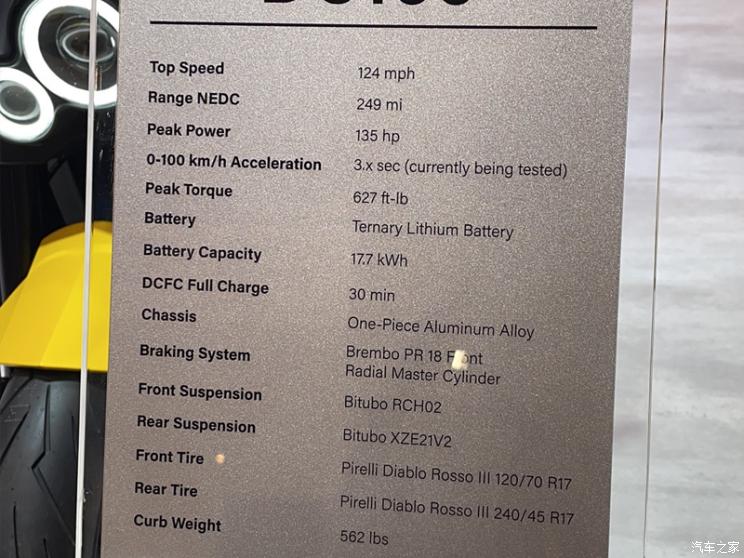 Top Speed 124 mph
Range NEDC 249 mi
Peak Power 135 hp
0-100 km/h Acceleration 3.x sec (currently being tested)
Peak Torque 627 ft-lb
Battery Ternary Lithium Battery
Battery Capacity 17.7 kWh
DCFC Full Charge 30 min
Chassis One-Piece Aluminum Alloy
Braking System Brembo PR 18 Front
Radial Master Cylinder
Front Suspension Bitubo RCH02
Rear Suspension Bitubo XZE21V2
Front Tire Pirelli Diablo Rosso III 120/70 R17
Rear Tire Pirelli Diablo Rosso III 240/45 R17
Curb Weight 562 lbs
汽车之家